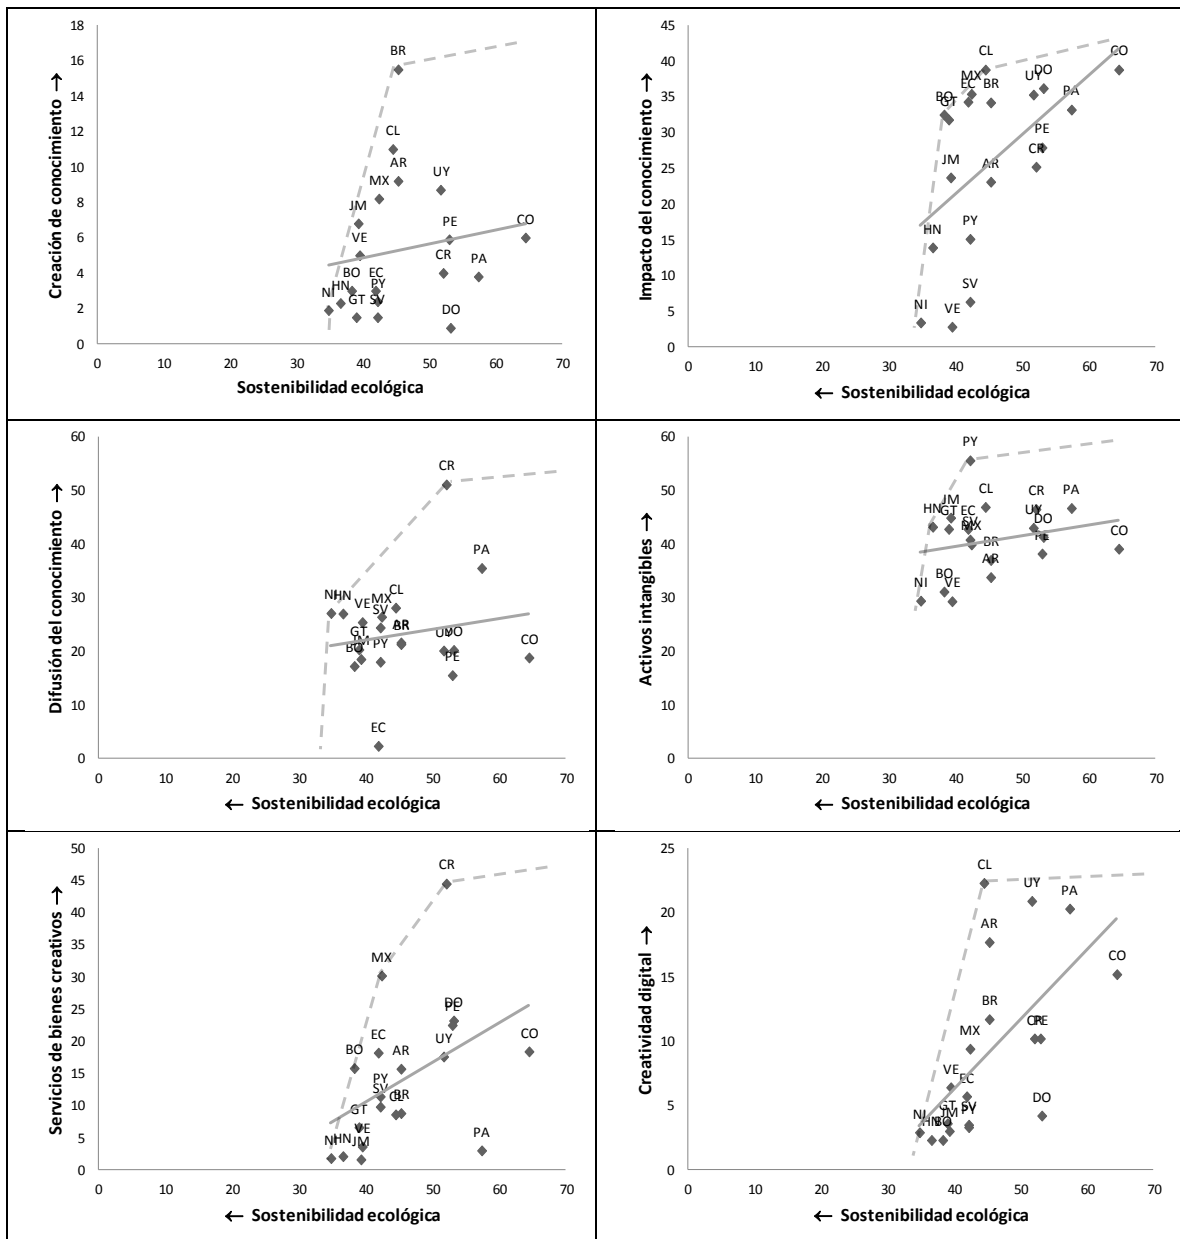 Creación de conocimiento →
18
16
14
12
10
8
6
4
2
0
BR
CL
AR
MX
UY
JM
VE
PE
CO
CR
PA
BO
EC
HN
PY
NI
GT
SV
DO
0 10 20 30 40 50 60 70
Sostenibilidad ecológica
Impacto del conocimiento →
45
40
35
30
25
20
15
10
5
0
CL
CO
MX
DO
EC
BR
UY
BO
GT
PA
PE
CR
JM
AR
HN
PY
SV
NI
VE
0 10 20 30 40 50 60 70
← Sostenibilidad ecológica
Difusión del conocimiento →
60
50
40
30
20
10
0
CR
PA
NI
HN
VE
MX
CL
SV
GT
AR
BR
JM
BO
PY
UY
DO
PE
CO
EC
0 10 20 30 40 50 60 70
← Sostenibilidad ecológica
Activos intangibles →
60
50
40
30
20
10
0
PY
HN
JM
GT
EC
CL
CR
PA
SV
MX
UY
DO
BR
PE
CO
AR
NI
BO
VE
0 10 20 30 40 50 60 70
← Sostenibilidad ecológica
Servicios de bienes creativos →
50
45
40
35
30
25
20
15
10
5
0
CR
MX
DO
PE
EC
BO
AR
UY
CO
PY
SV
CL
BR
GT
VE
NI
HN
JM
PA
0 10 20 30 40 50 60 70
← Sostenibilidad ecológica
Creatividad digital →
25
20
15
10
5
0
CL
UY
PA
AR
CO
BR
MX
CR
PE
VE
EC
DO
GT
SV
NI
JM
PY
HN
BO
0 10 20 30 40 50 60 70
← Sostenibilidad ecológica